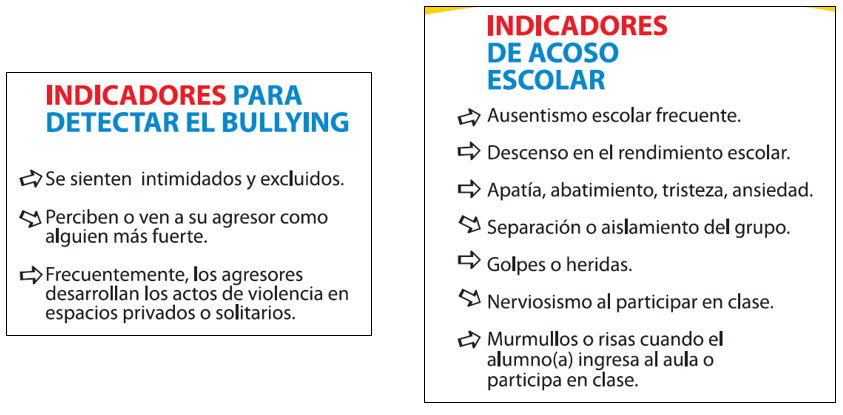 INDICADORES PARA
DETECTAR EL BULLYING
Se sienten intimidados y excluidos.
Perciben o ven a su agresor como
alguien más fuerte.
Frecuentemente, los agresores
desarrollan los actos de violencia en
espacios privados o solitarios.
INDICADORES
DE ACOSO
ESCOLAR
Ausentismo escolar frecuente.
Descenso en el rendimiento escolar.
Apatía, abatimiento, tristeza, ansiedad.
Separación o aislamiento del grupo.
Golpes o heridas.
Nerviosismo al participar en clase.
Murmullos o risas cuando el
alumno(a) ingresa al aula o
participa en clase.